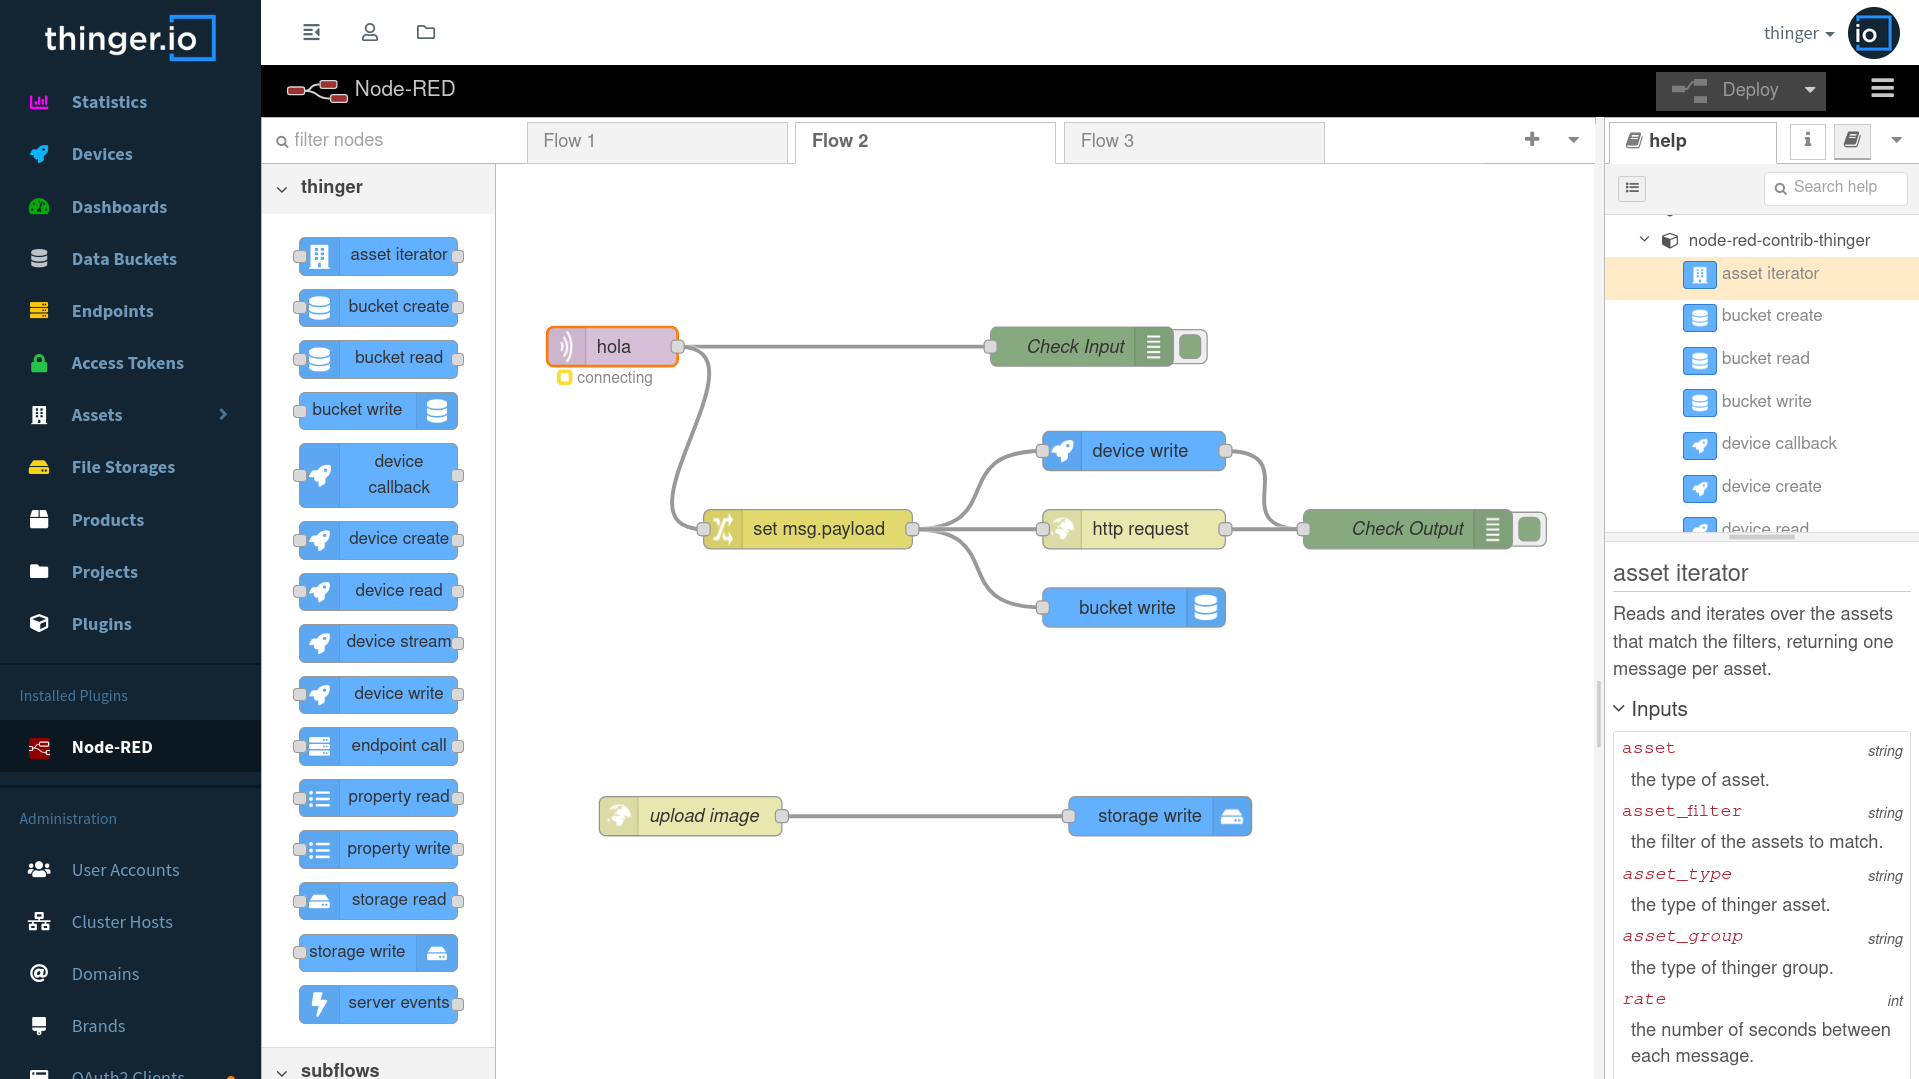 thinger.io
Statistics
Devices
Dashboards
Data Buckets
Endpoints
Access Tokens
Assets
File Storages
Products
Projects
Plugins
Installed Plugins
Node-RED
Administration
User Accounts
Cluster Hosts
Domains
Brands
OAuth2 Clients
thinger
io
Node-RED
Deploy
filter nodes
Flow 1
Flow 2
Flow 3
thinger
asset iterator
bucket create
bucket read
bucket write
device
callback
device create
device read
device stream
device write
endpoint call
property read
property write
storage read
storage write
server events
subflows
hola
connecting
Check Input
device write
set msg.payload
http request
Check Output
bucket write
upload image
storage write
help
i
Search help
node-red-contrib-thinger
asset iterator
bucket create
bucket read
bucket write
device callback
device create
device read
asset iterator
Reads and iterates over the assets
that match the filters, returning one
message per asset.
Inputs
asset string
the type of asset.
asset_filter string
the filter of the assets to match.
asset_type string
the type of thinger asset.
asset_group string
the type of thinger group.
rate int
the number of seconds between
each message.